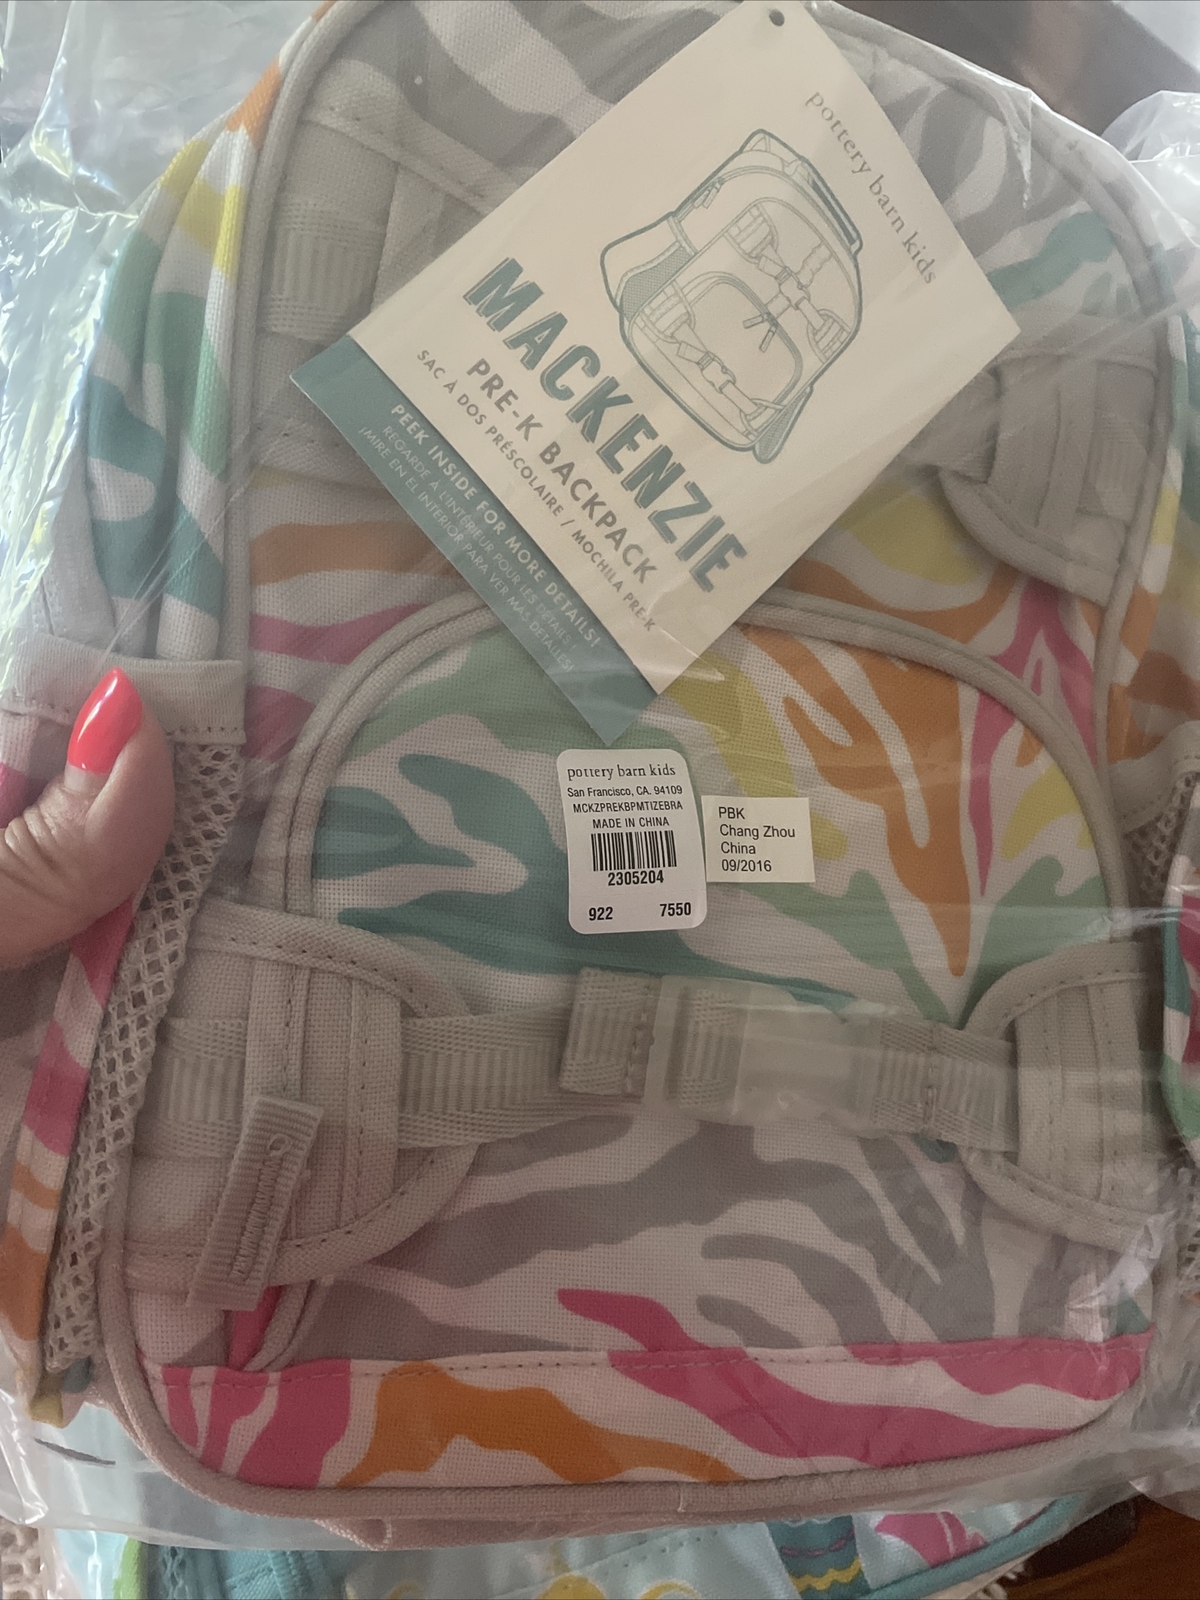 pottery barn kids
MACKENZIE
PRE-K BACKPACK
SAC À DOS PRÉSCOLAIRE / MOCHILA PRE-K
PEEK INSIDE FOR MORE DETAILS!
REGARDE À L'INTÉRIEUR POUR LES DÉTAILS!
¡MIRE EN EL INTERIOR PARA VER MÁS DETALLES!
pottery barn kids
San Francisco, CA. 94109
MCKZPREKBPMTIZEBRA
MADE IN CHINA
2305204
922 7550
PBK
Chang Zhou
China
09/2016